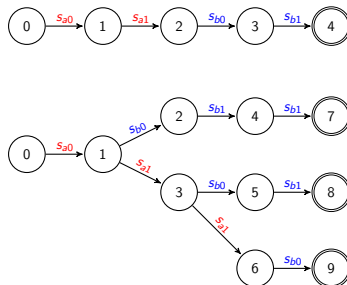 s_a0 s_a1 s_b0 s_b1
0 1 2 3 4
s_b0 2 s_b1 4 s_b1 7
0 s_a0 1
s_a1 3 s_b0 5 s_b1 8
s_a1 6 s_b0 9